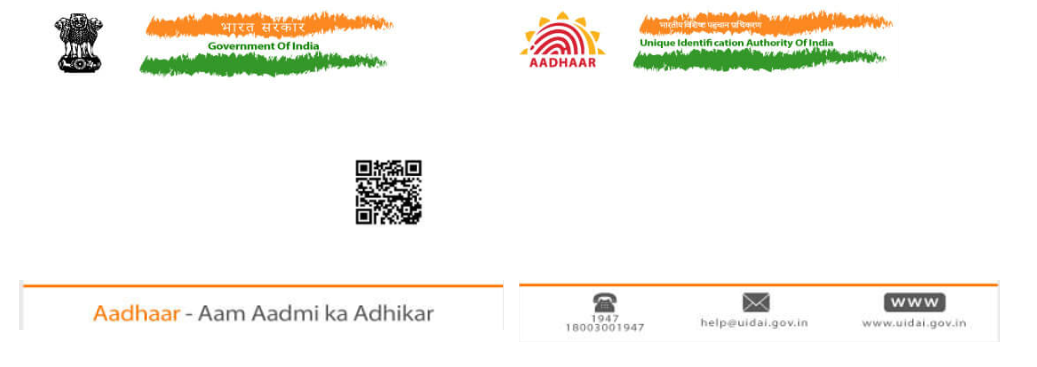 भारत सरकार
Government Of India
भारतीय विशिष्ट पहचान प्राधिकरण
Unique Identification Authority Of India
AADHAAR
Aadhaar - Aam Aadmi ka Adhikar
1947
18003001947
help@uidai.gov.in
WWW
www.uidai.gov.in